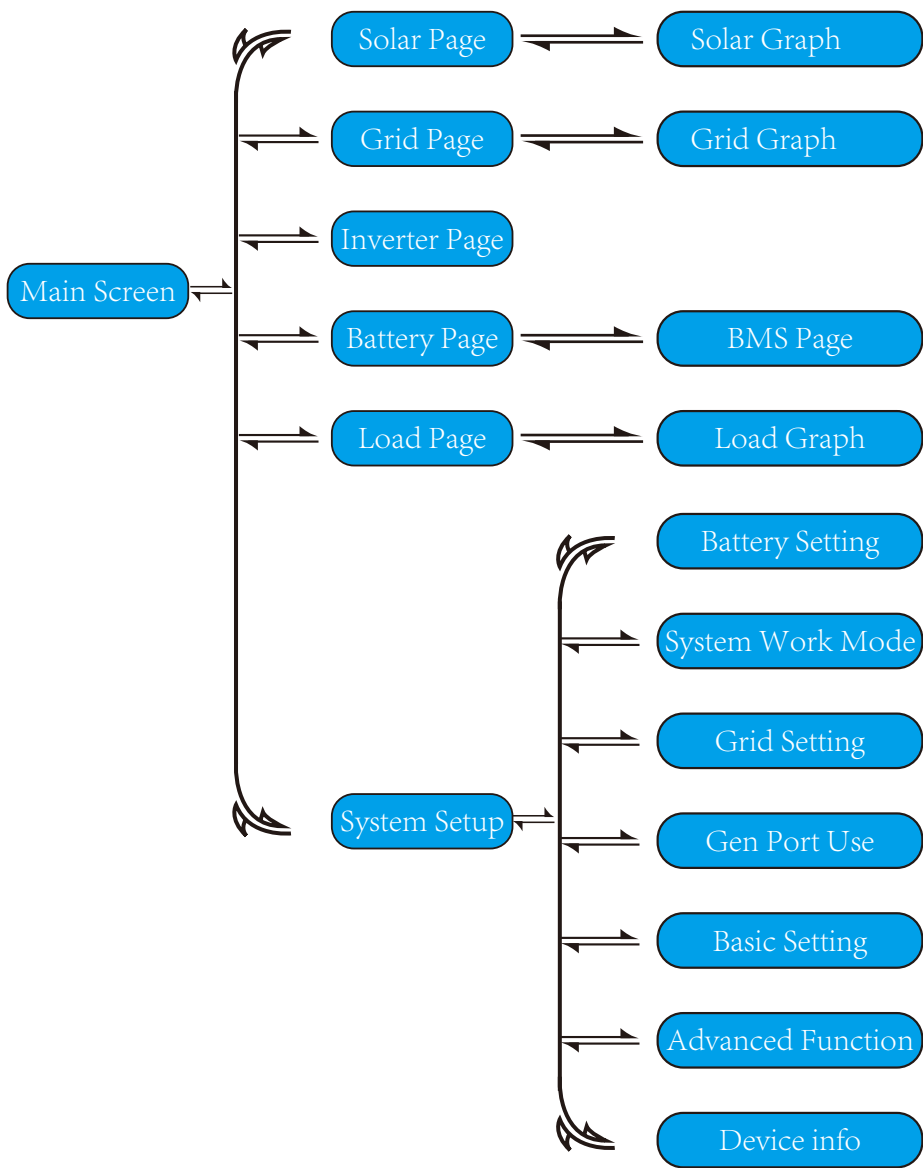 Solar Page
Solar Graph
Grid Page
Grid Graph
Inverter Page
Main Screen
Battery Page
BMS Page
Load Page
Load Graph
Battery Setting
System Work Mode
Grid Setting
System Setup
Gen Port Use
Basic Setting
Advanced Function
Device info